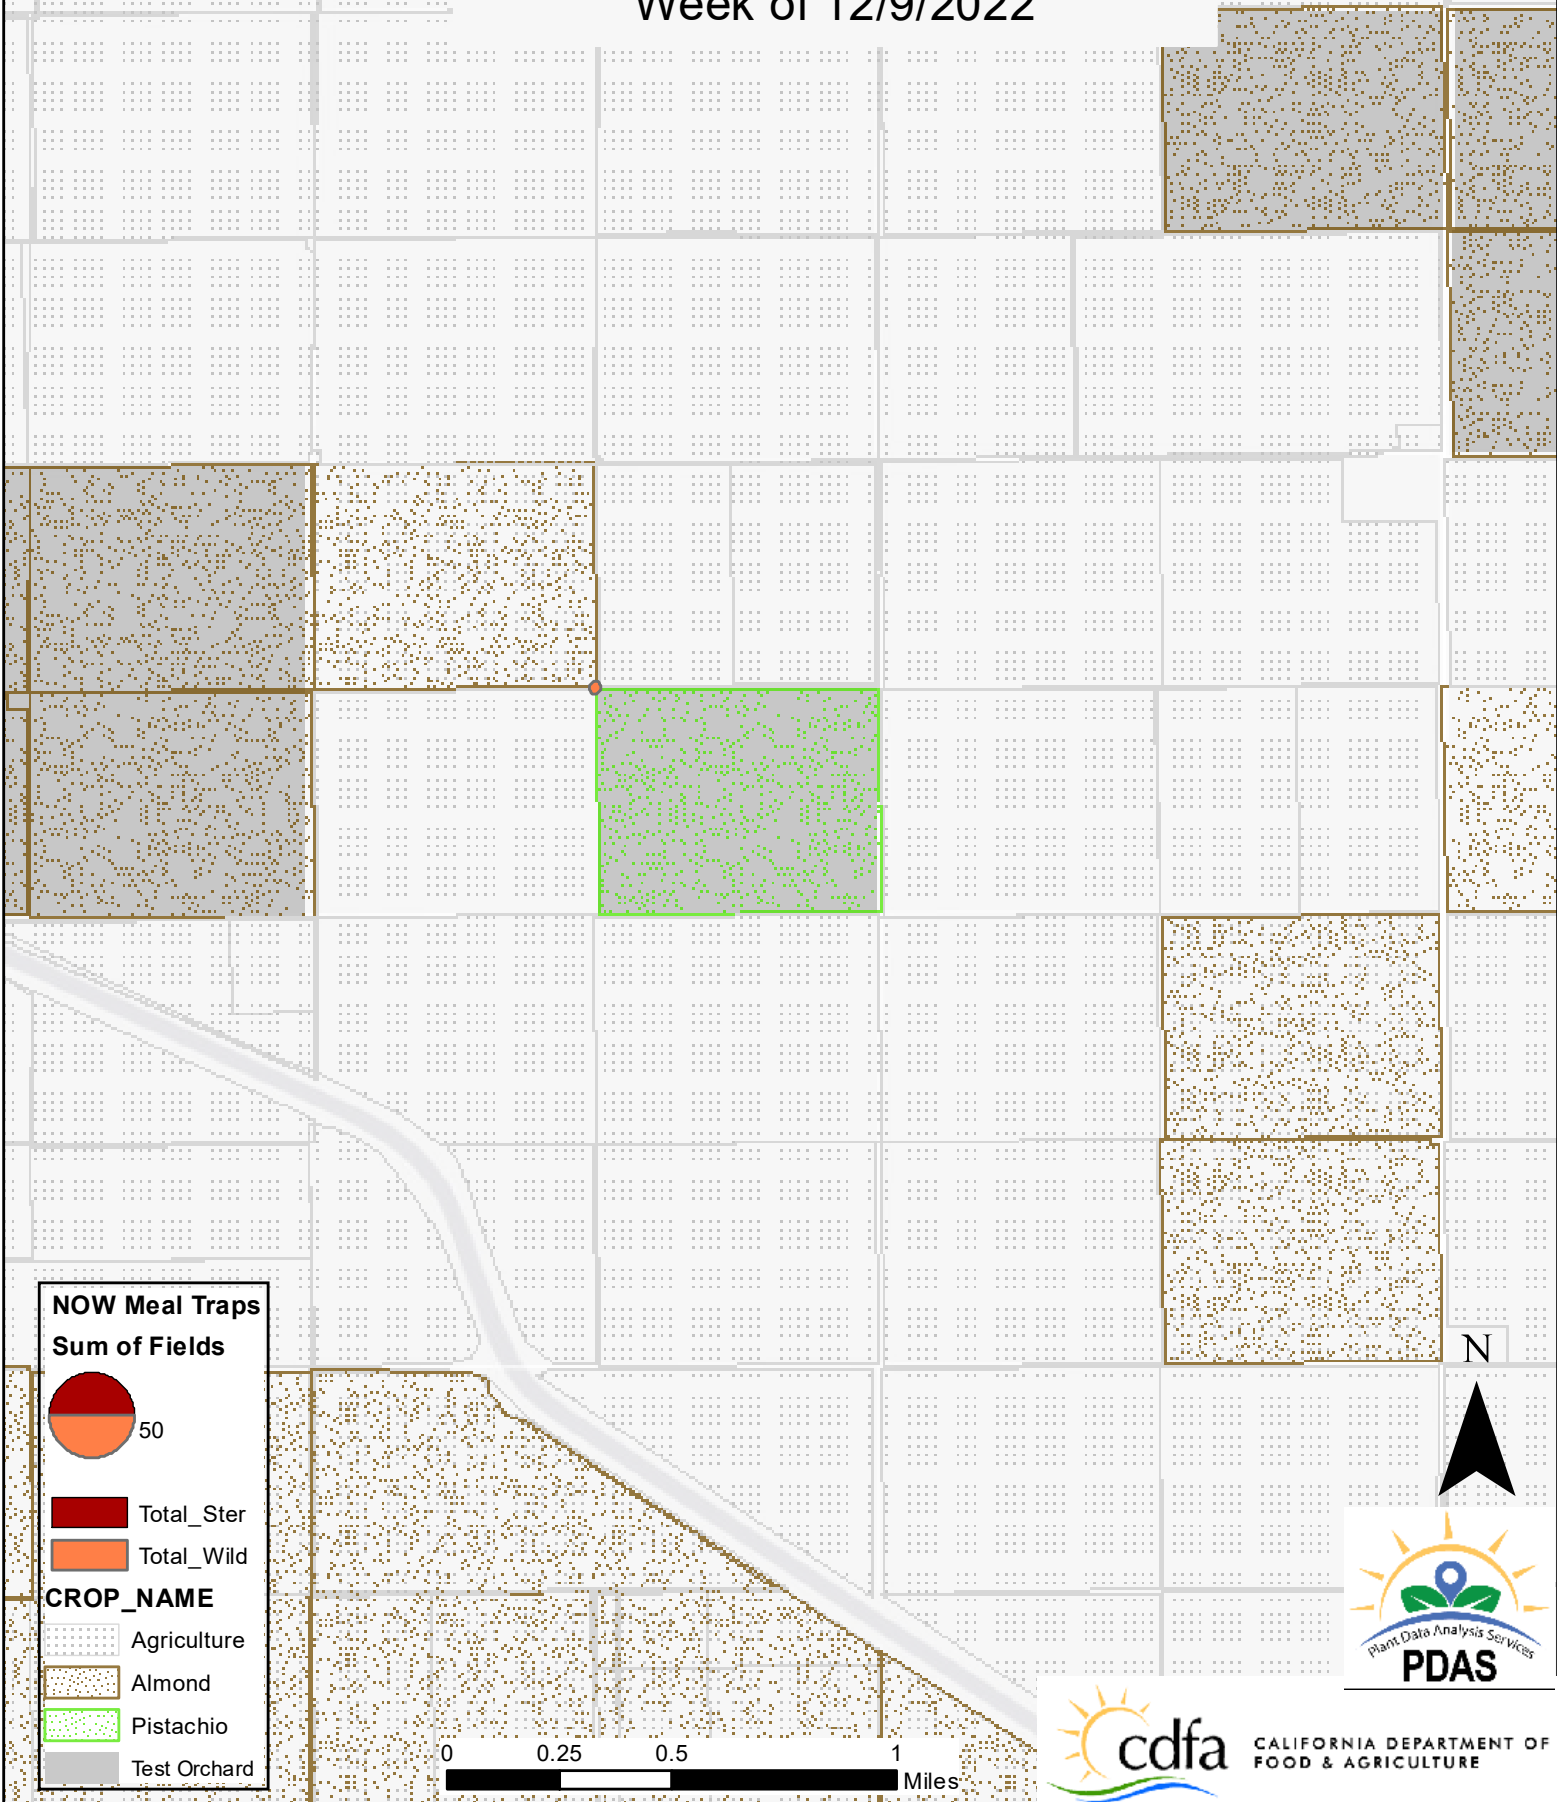 Week of 12/9/2022
NOW Meal Traps
Sum of Fields
50
Total_Ster
Total_Wild
CROP_NAME
Agriculture
Almond
Pistachio
Test Orchard
0 0.25 0.5 1
Miles
N
Plant Data Analysis Services
PDAS
cdfa
CALIFORNIA DEPARTMENT OF
FOOD & AGRICULTURE